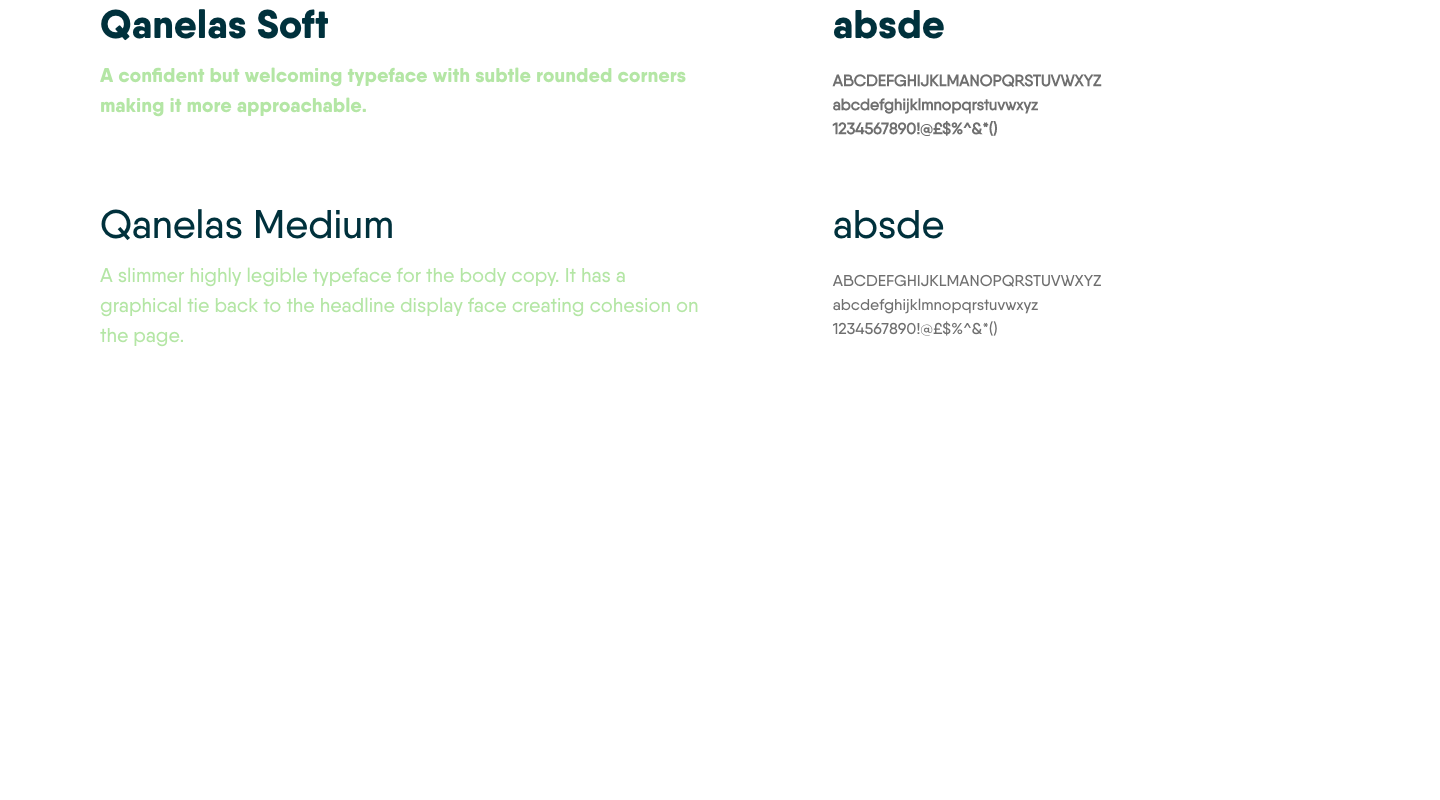 Qanelas Soft
A confident but welcoming typeface with subtle rounded corners
making it more approachable.
absde
ABCDEFGHIJKLMANOPQRSTUVWXYZ
abcdefghijklmnopqrstuvwxyz
1234567890!@£$%^&*()
Qanelas Medium
A slimmer highly legible typeface for the body copy. It has a
graphical tie back to the headline display face creating cohesion on
the page.
absde
ABCDEFGHIJKLMANOPQRSTUVWXYZ
abcdefghijklmnopqrstuvwxyz
1234567890!@£$%^&*()